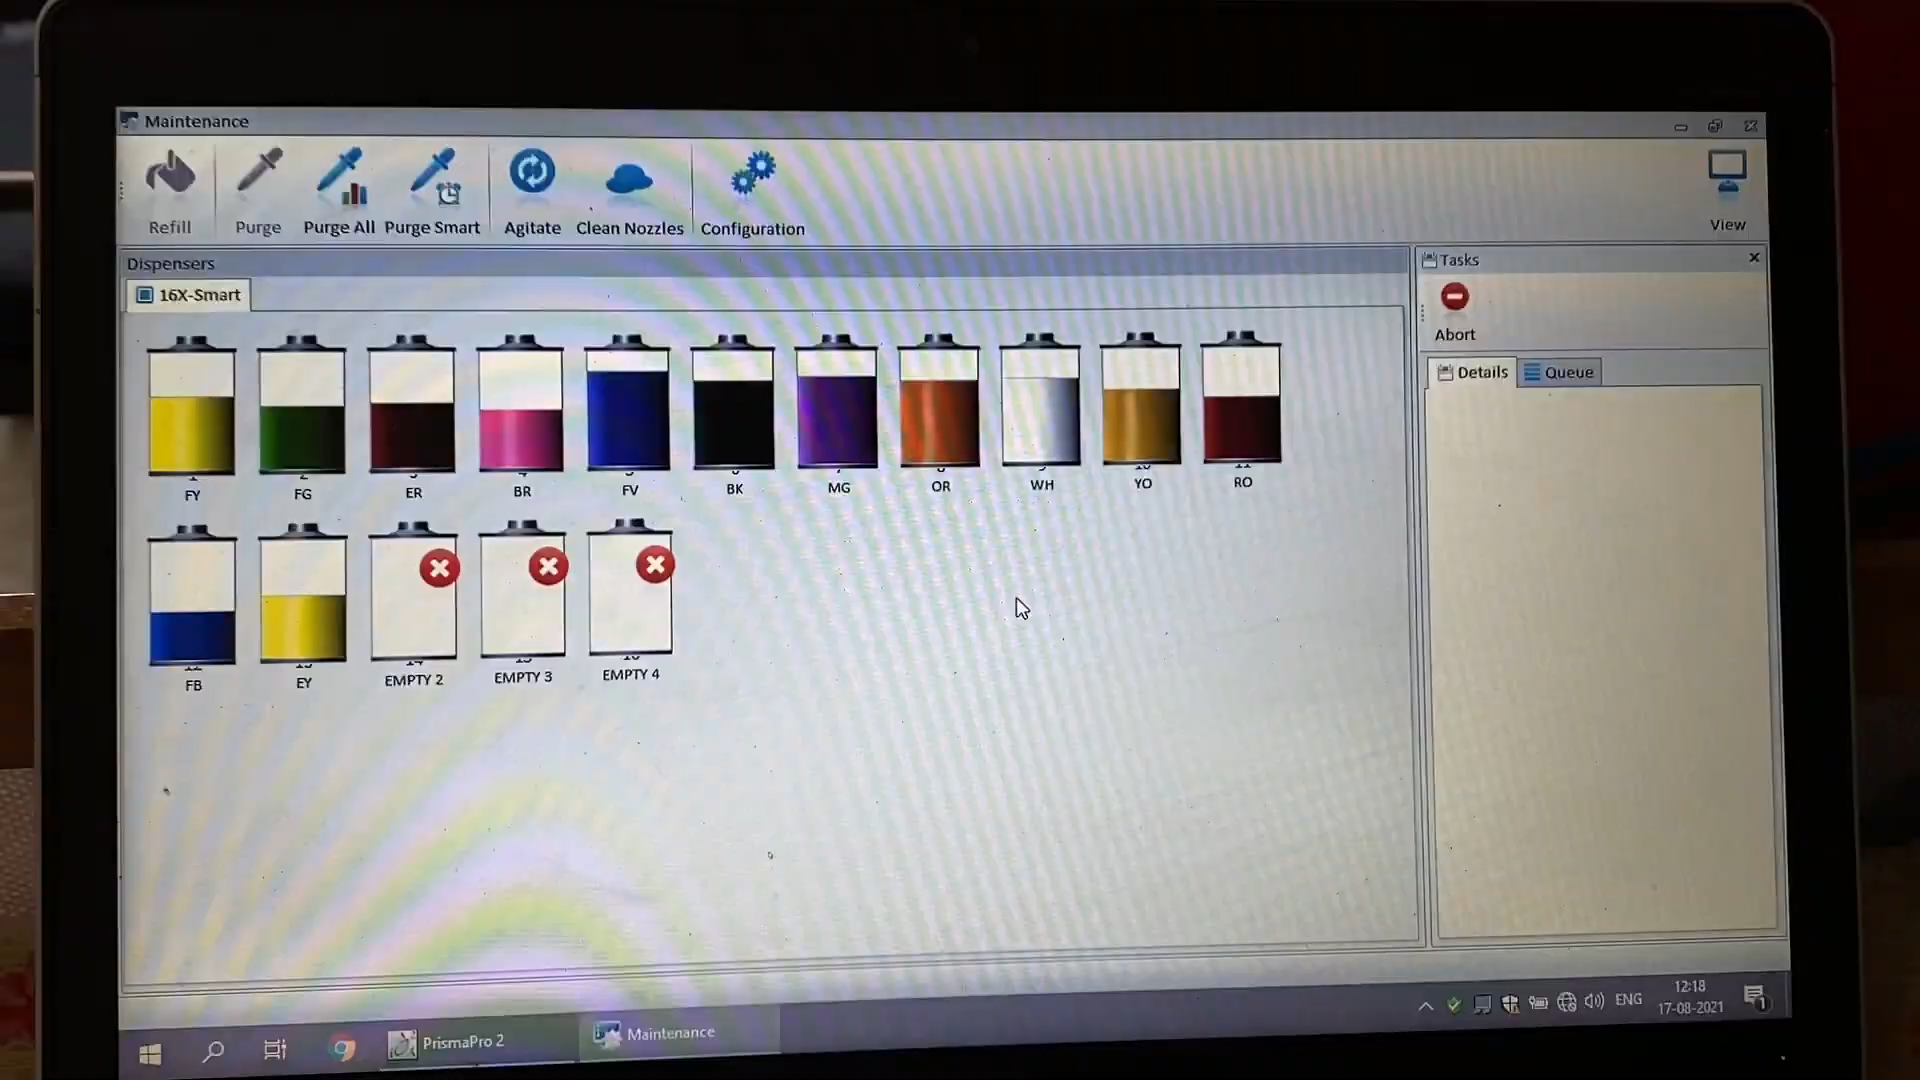 Maintenance
Refill Purge Purge All Purge Smart Agitate Clean Nozzles Configuration View
Dispensers
Tasks
16X-Smart
Abort
Details Queue
FY FG ER BR FV BK MG OR WH YO RO
FB EY EMPTY 2 EMPTY 3 EMPTY 4
12:18
ENG
17-08-2021
PrismaPro 2
Maintenance